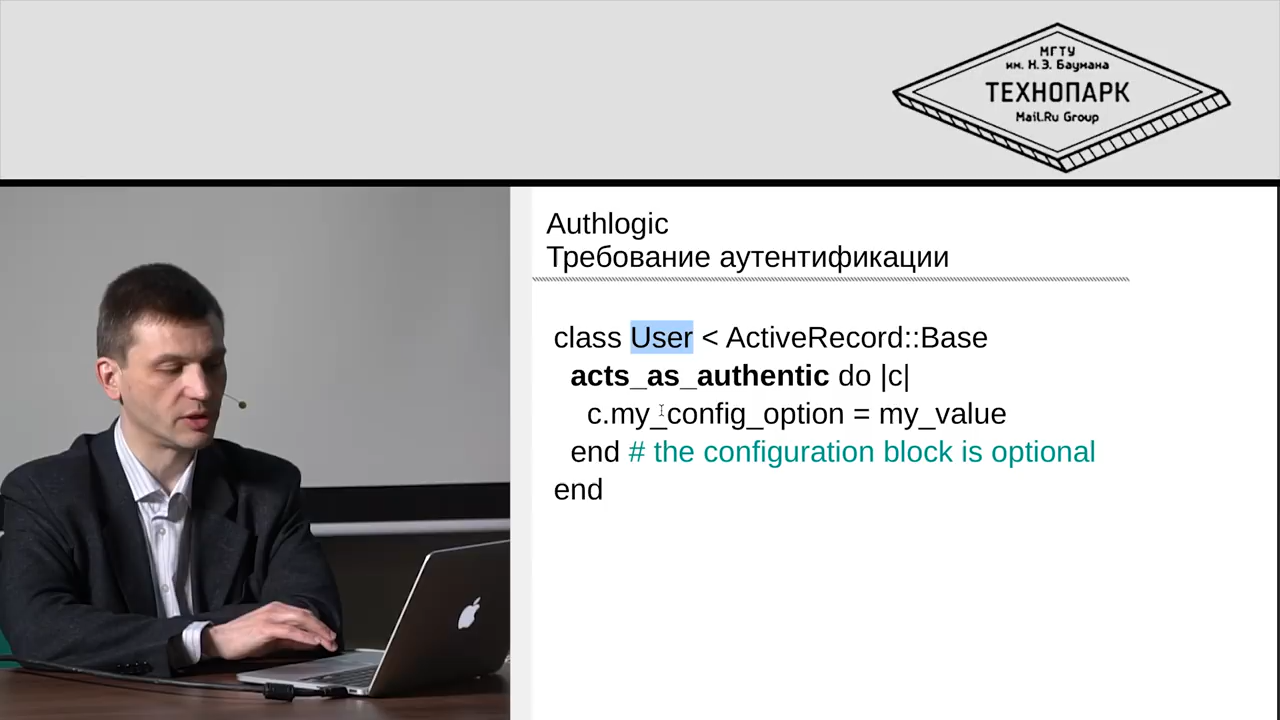 МГТУ
им. Н.Э. Баумана
ТЕХНОПАРК
Mail.Ru Group
Authlogic
Требование аутентификации
class User < ActiveRecord::Base
acts_as_authentic do |c|
c.my_config_option = my_value
end # the configuration block is optional
end